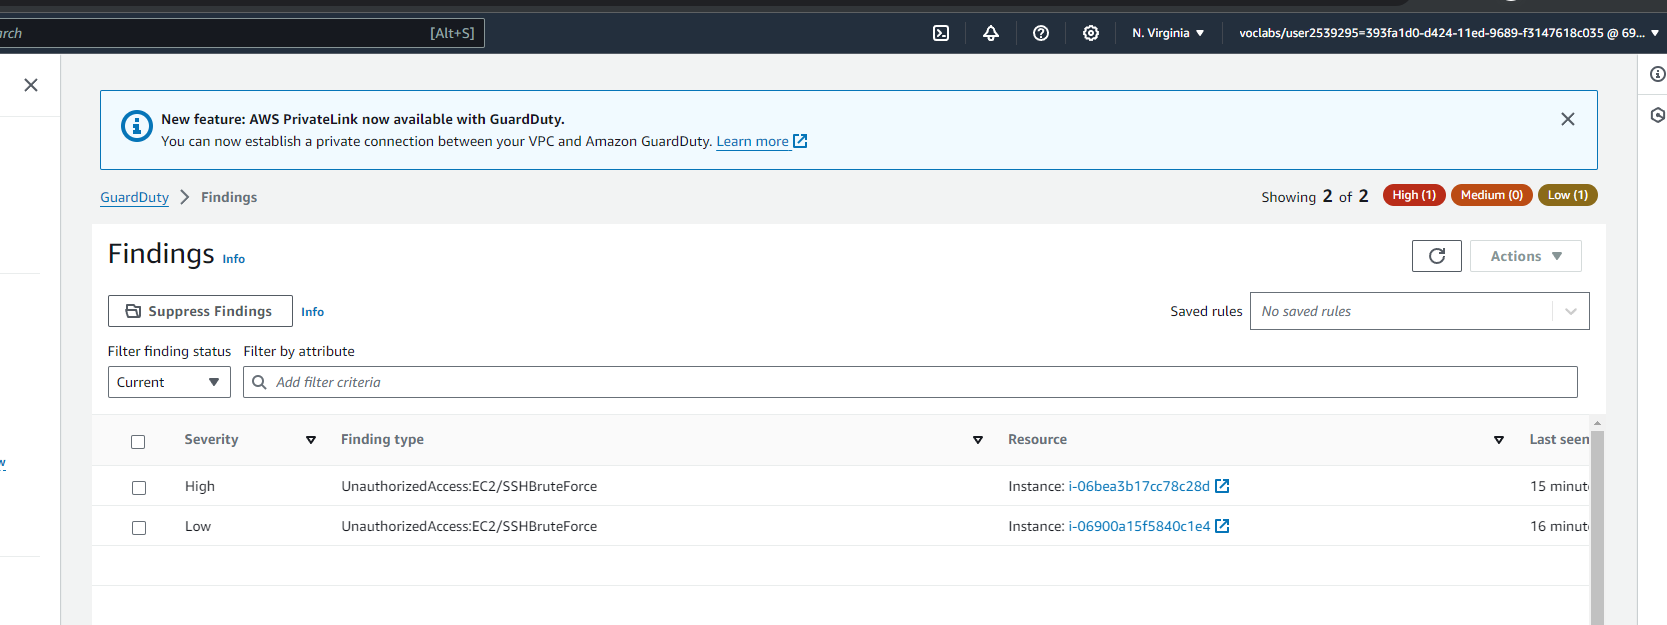 rch [Alt+S] N. Virginia voclabs/user2539295=393fa1d0-d424-11ed-9689-f3147618c035 @ 69...
New feature: AWS PrivateLink now available with GuardDuty.
You can now establish a private connection between your VPC and Amazon GuardDuty. Learn more
GuardDuty > Findings Showing 2 of 2 High (1) Medium (0) Low (1)
Findings Info
Actions
Suppress Findings Info Saved rules No saved rules
Filter finding status Filter by attribute
Current Add filter criteria
Severity Finding type Resource Last seen
w
High UnauthorizedAccess:EC2/SSHBruteForce Instance: i-06bea3b17cc78c28d 15 minut
Low UnauthorizedAccess:EC2/SSHBruteForce Instance: i-06900a15f5840c1e4 16 minut